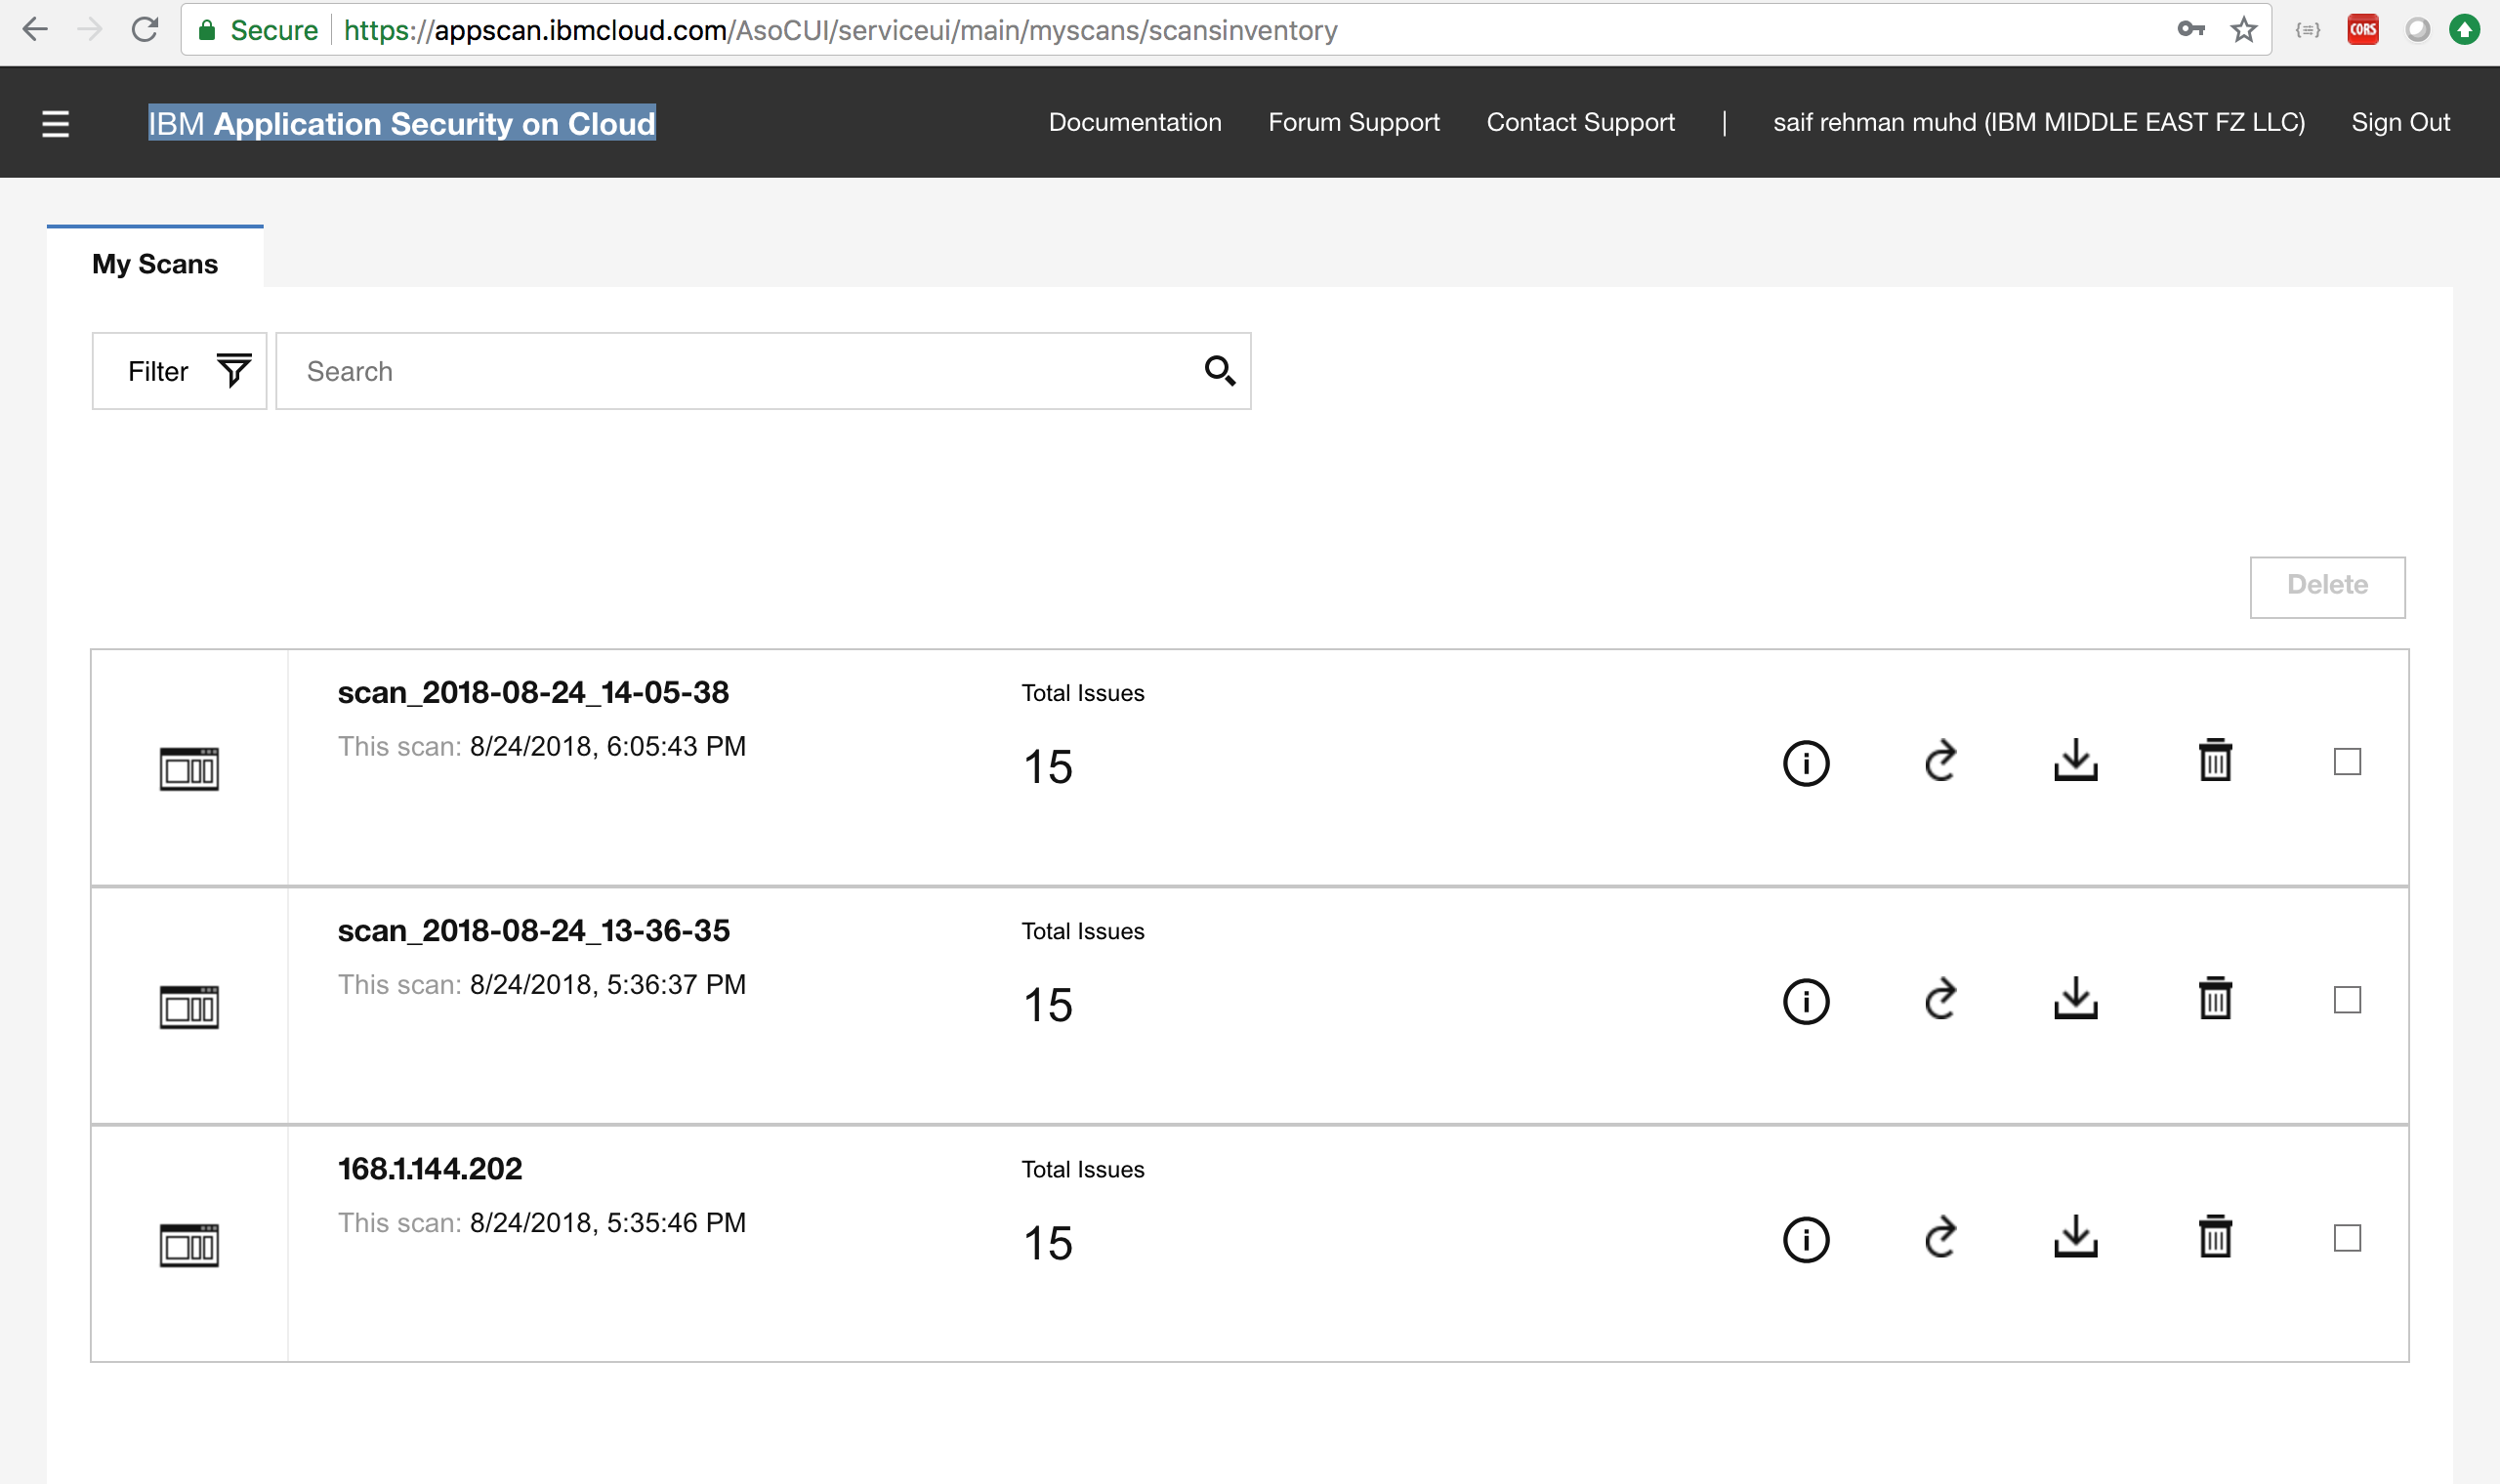 Secure https://appscan.ibmcloud.com/AsoCUI/serviceui/main/myscans/scansinventory
CORS
IBM Application Security on Cloud
Documentation Forum Support Contact Support | saif rehman muhd (IBM MIDDLE EAST FZ LLC) Sign Out
My Scans
Filter Search
Delete
scan_2018-08-24_14-05-38 Total Issues
This scan: 8/24/2018, 6:05:43 PM
15
scan_2018-08-24_13-36-35 Total Issues
This scan: 8/24/2018, 5:36:37 PM
15
168.1.144.202 Total Issues
This scan: 8/24/2018, 5:35:46 PM
15